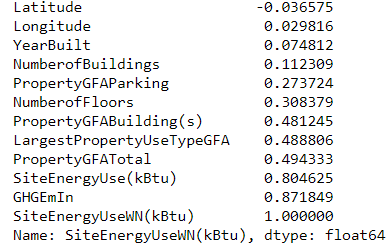 Latitude -0.036575
Longitude 0.029816
YearBuilt 0.074812
NumberofBuildings 0.112309
PropertyGFAParking 0.273724
NumberofFloors 0.308379
PropertyGFABuilding(s) 0.481245
LargestPropertyUseTypeGFA 0.488806
PropertyGFATotal 0.494333
SiteEnergyUse(kBtu) 0.804625
GHGEmIn 0.871849
SiteEnergyUseWN(kBtu) 1.000000
Name: SiteEnergyUseWN(kBtu), dtype: float64